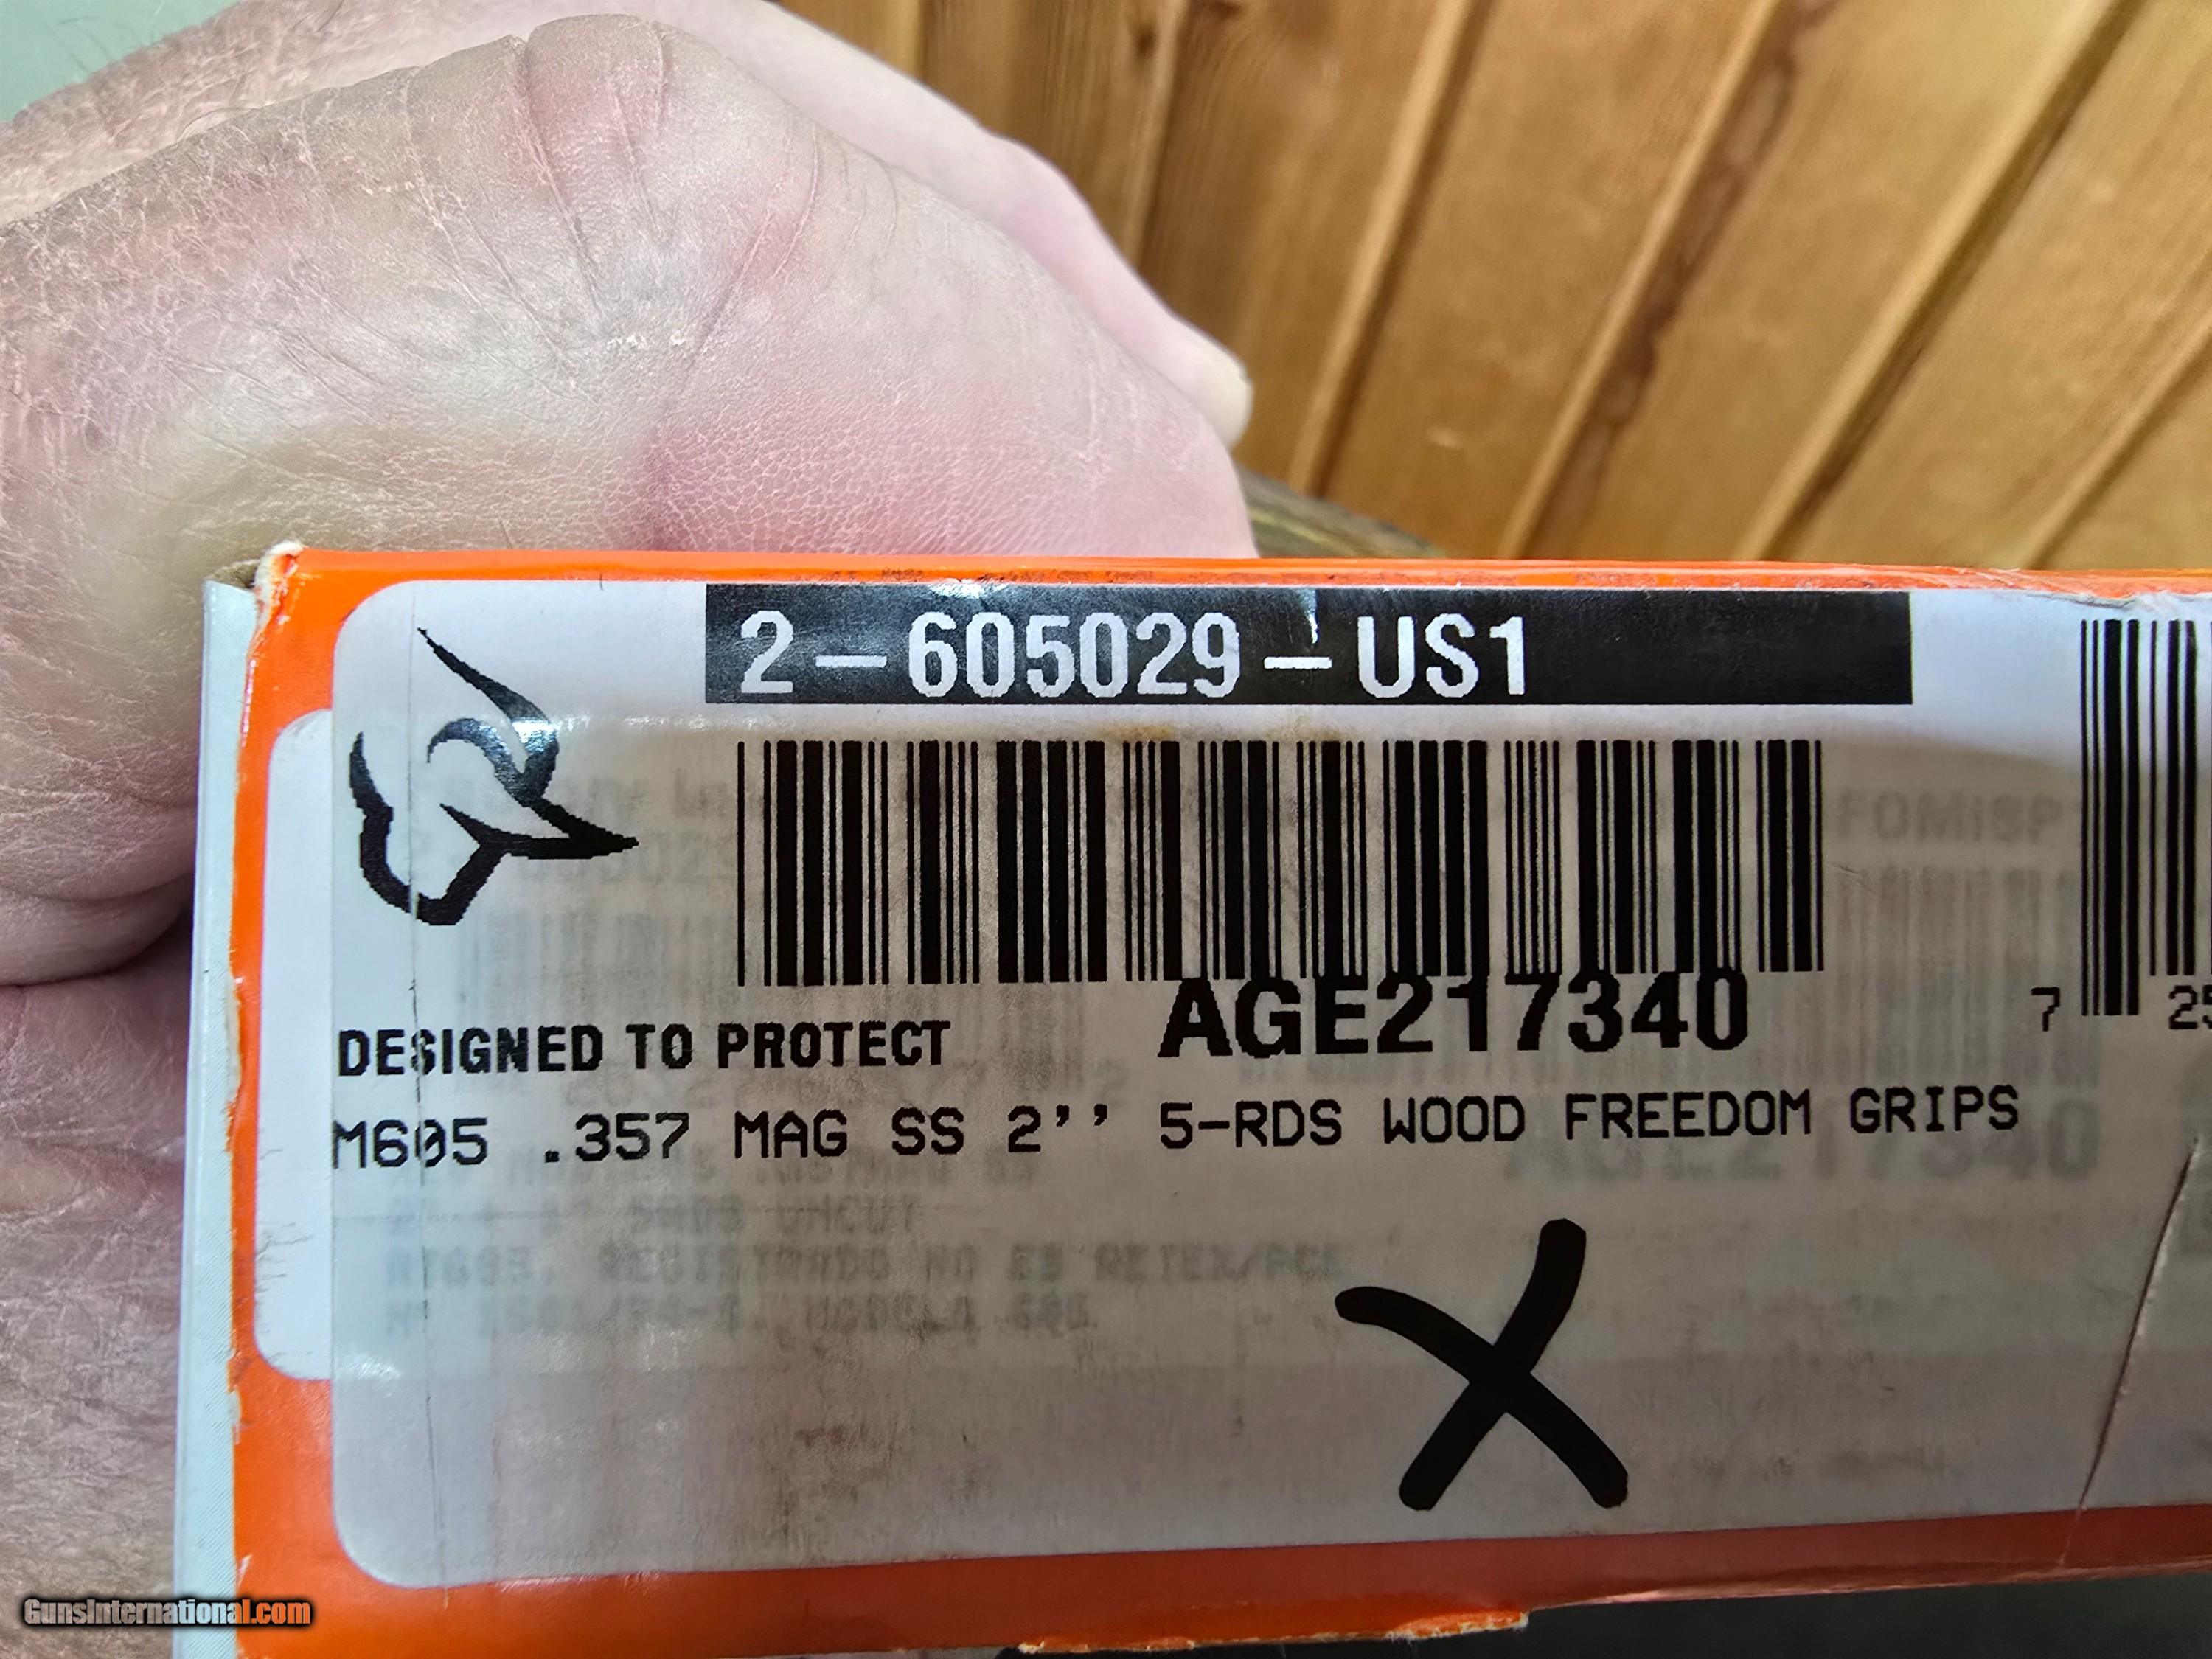 2-605029-US1
AGE217340
7 25
DESIGNED TO PROTECT
M605 .357 MAG SS 2'' 5-RDS WOOD FREEDOM GRIPS
X
GunsInternational.com